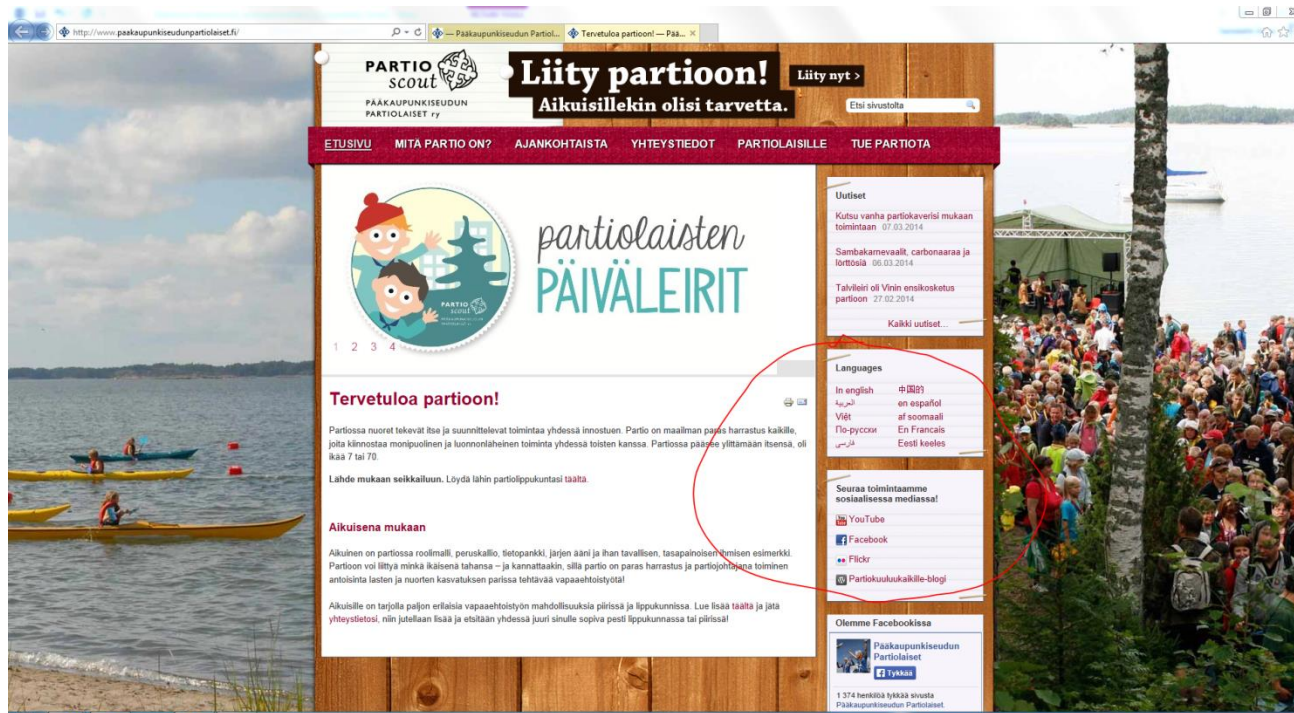 http://www.paakaupunkiseudunpartiolaiset.fi/
— Pääkaupunkiseudun Partiol...
Tervetuloa partioon! — Pää...
PARTIO
scout
PÄÄKAUPUNKISEUDUN
PARTIOLAISET ry
Liity partioon!
Liity nyt >
Aikuisillekin olisi tarvetta.
Etsi sivustolta
ETUSIVU MITÄ PARTIO ON? AJANKOHTAISTA YHTEYSTIEDOT PARTIOLAISILLE TUE PARTIOTA
partiolaisten
PÄIVÄLEIRIT
PARTIO
scout
1 2 3 4
Tervetuloa partioon!
Partiossa nuoret tekevät itse ja suunnittelevat toimintaa yhdessä innostuen. Partio on maailman paras harrastus kaikille,
joita kiinnostaa monipuolinen ja luonnonläheinen toiminta yhdessä toisten kanssa. Partiossa pääsee ylittämään itsensä, oli
ikää 7 tai 70.
Lähde mukaan seikkailuun. Löydä lähin partiolippukuntasi täältä.
Aikuisena mukaan
Aikuinen on partiossa roolimalli, peruskallio, tietopankki, järjen ääni ja ihan tavallisen, tasapainoisen ihmisen esimerkki.
Partioon voi liittyä minkä ikäisenä tahansa – ja kannattaakin, sillä partio on paras harrastus ja partiojohtajana toiminen
antoisinta lasten ja nuorten kasvatuksen parissa tehtävää vapaaehtoistyötä!
Aikuisille on tarjolla paljon erilaisia vapaaehtoistyön mahdollisuuksia piirissä ja lippukunnissa. Lue lisää täältä ja jätä
yhteystietosi, niin jutellaan lisää ja etsitään yhdessä juuri sinulle sopiva pesti lippukunnassa tai piirissä!
Uutiset
Kutsu vanha partiokaverisi mukaan
toimintaan 07.03.2014
Sambakarnevaalit, carbonaaraa ja
lörttösiä 06.03.2014
Talvileiri oli Vinin ensikosketus
partioon 27.02.2014
Kaikki uutiset…
Languages
In english 中国的
العربية en español
Việt af soomaali
По-русски En Francais
فارسی Eesti keeles
Seuraa toimintaamme
sosiaalisessa mediassa!
YouTube
Facebook
Flickr
Partiokuuluukaikille-blogi
Olemme Facebookissa
Pääkaupunkiseudun
Partiolaiset
Tykkää
1 374 henkilöä tykkää sivusta
Pääkaupunkiseudun Partiolaiset.